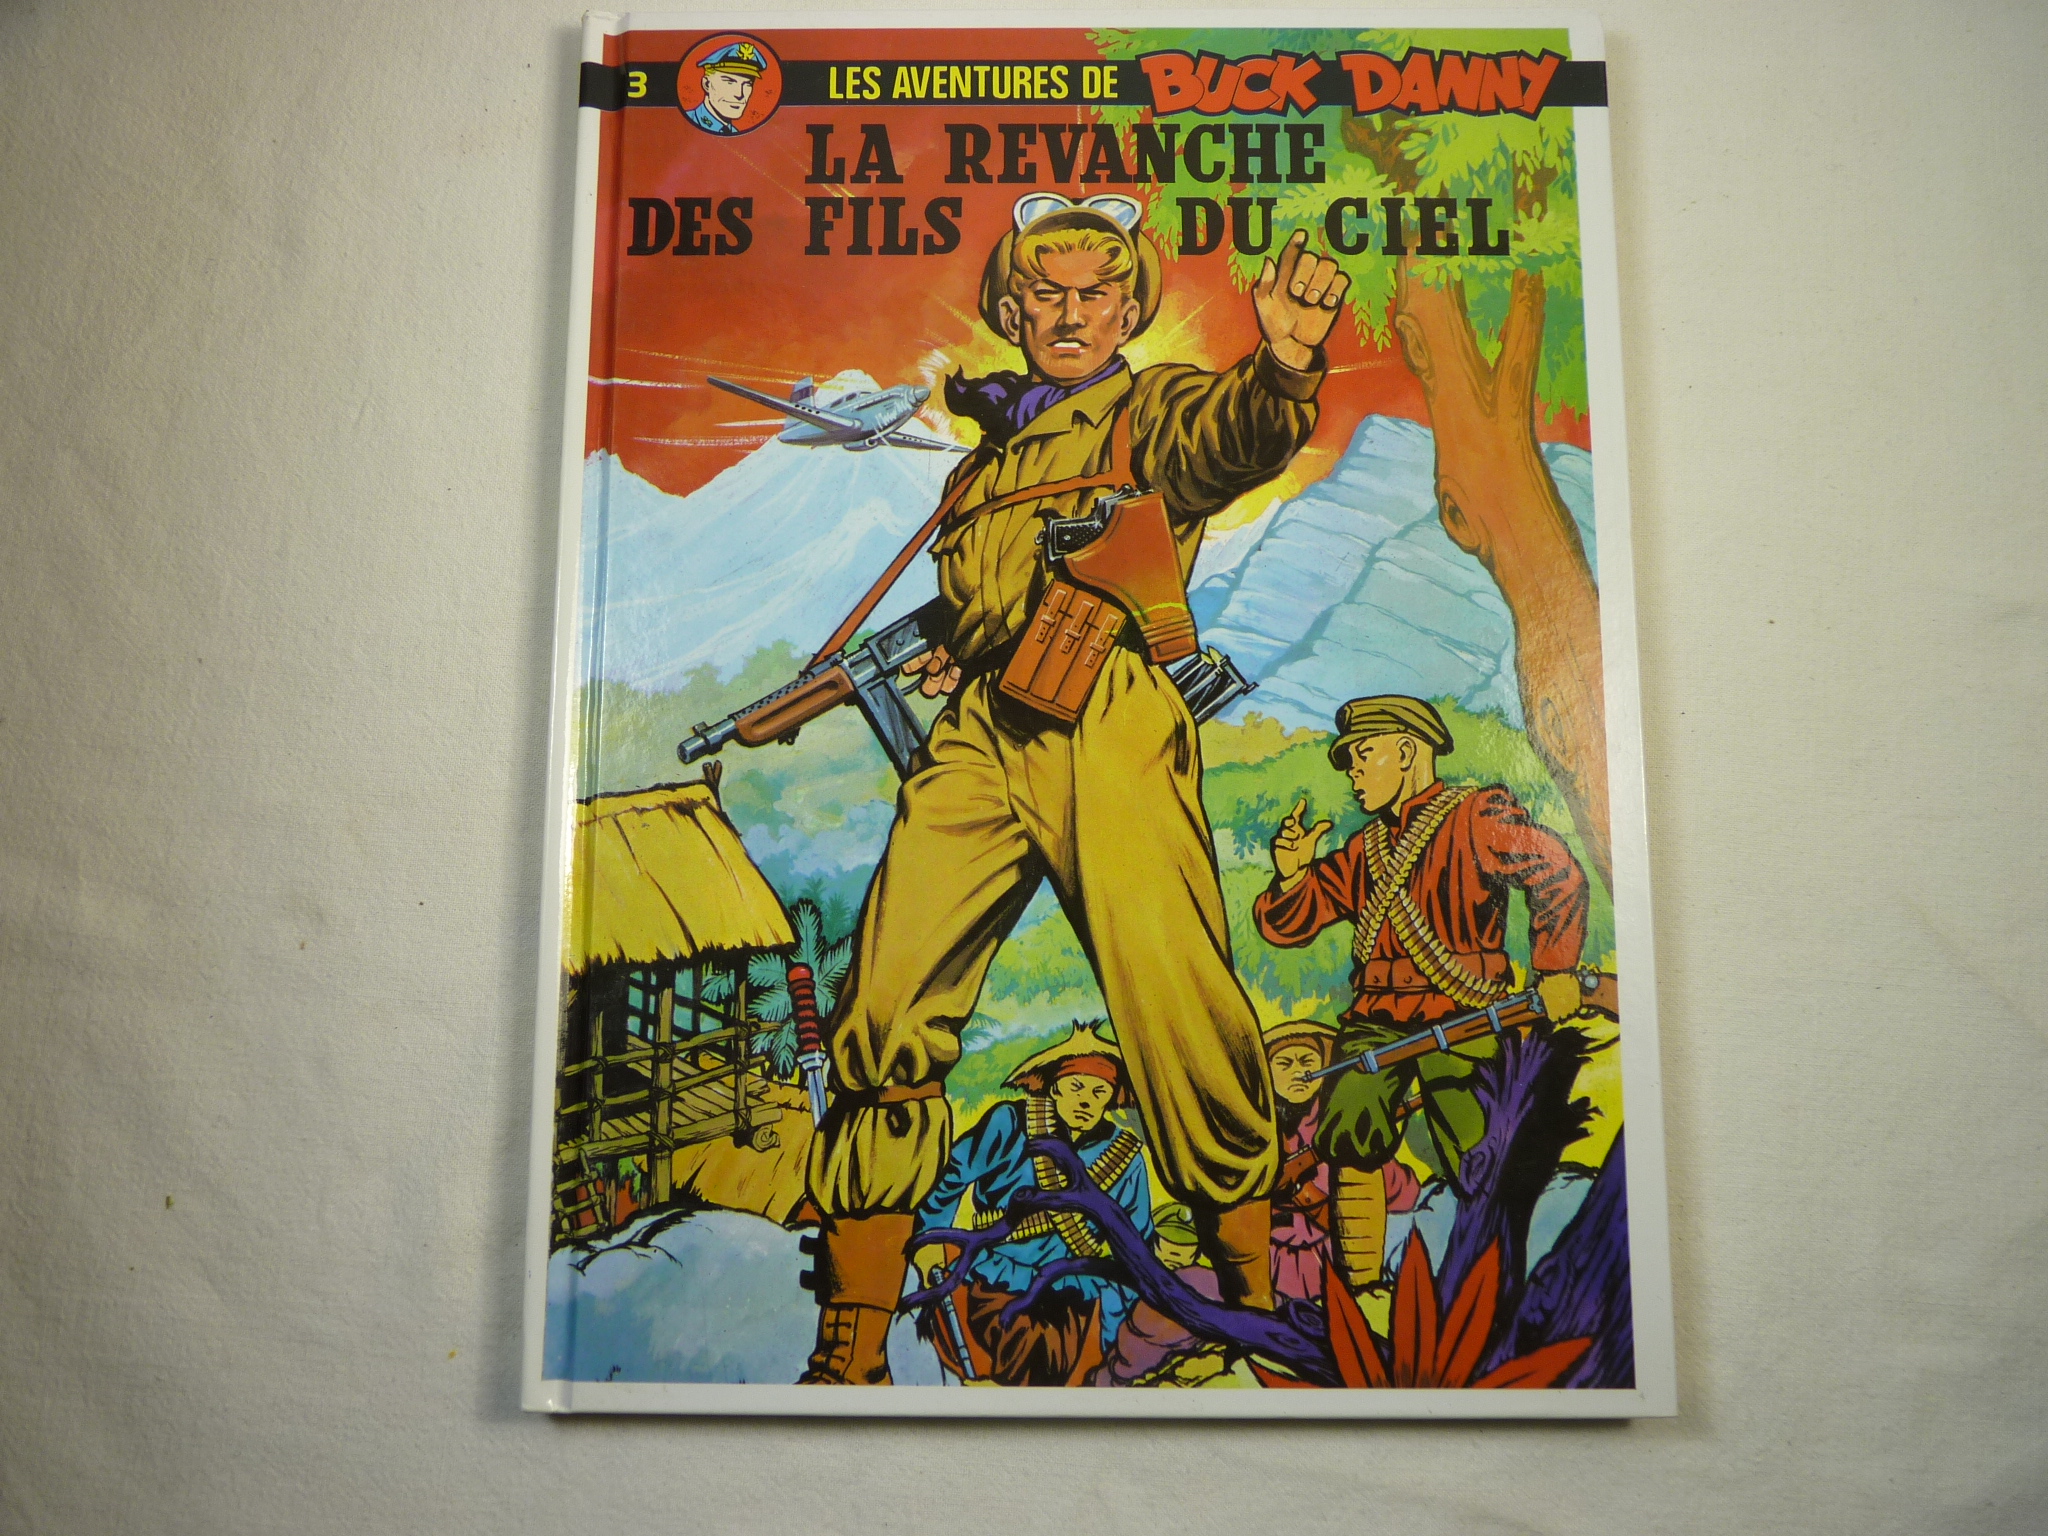 3 LES AVENTURES DE BUCK DANNY
LA REVANCHE
DES FILS DU CIEL